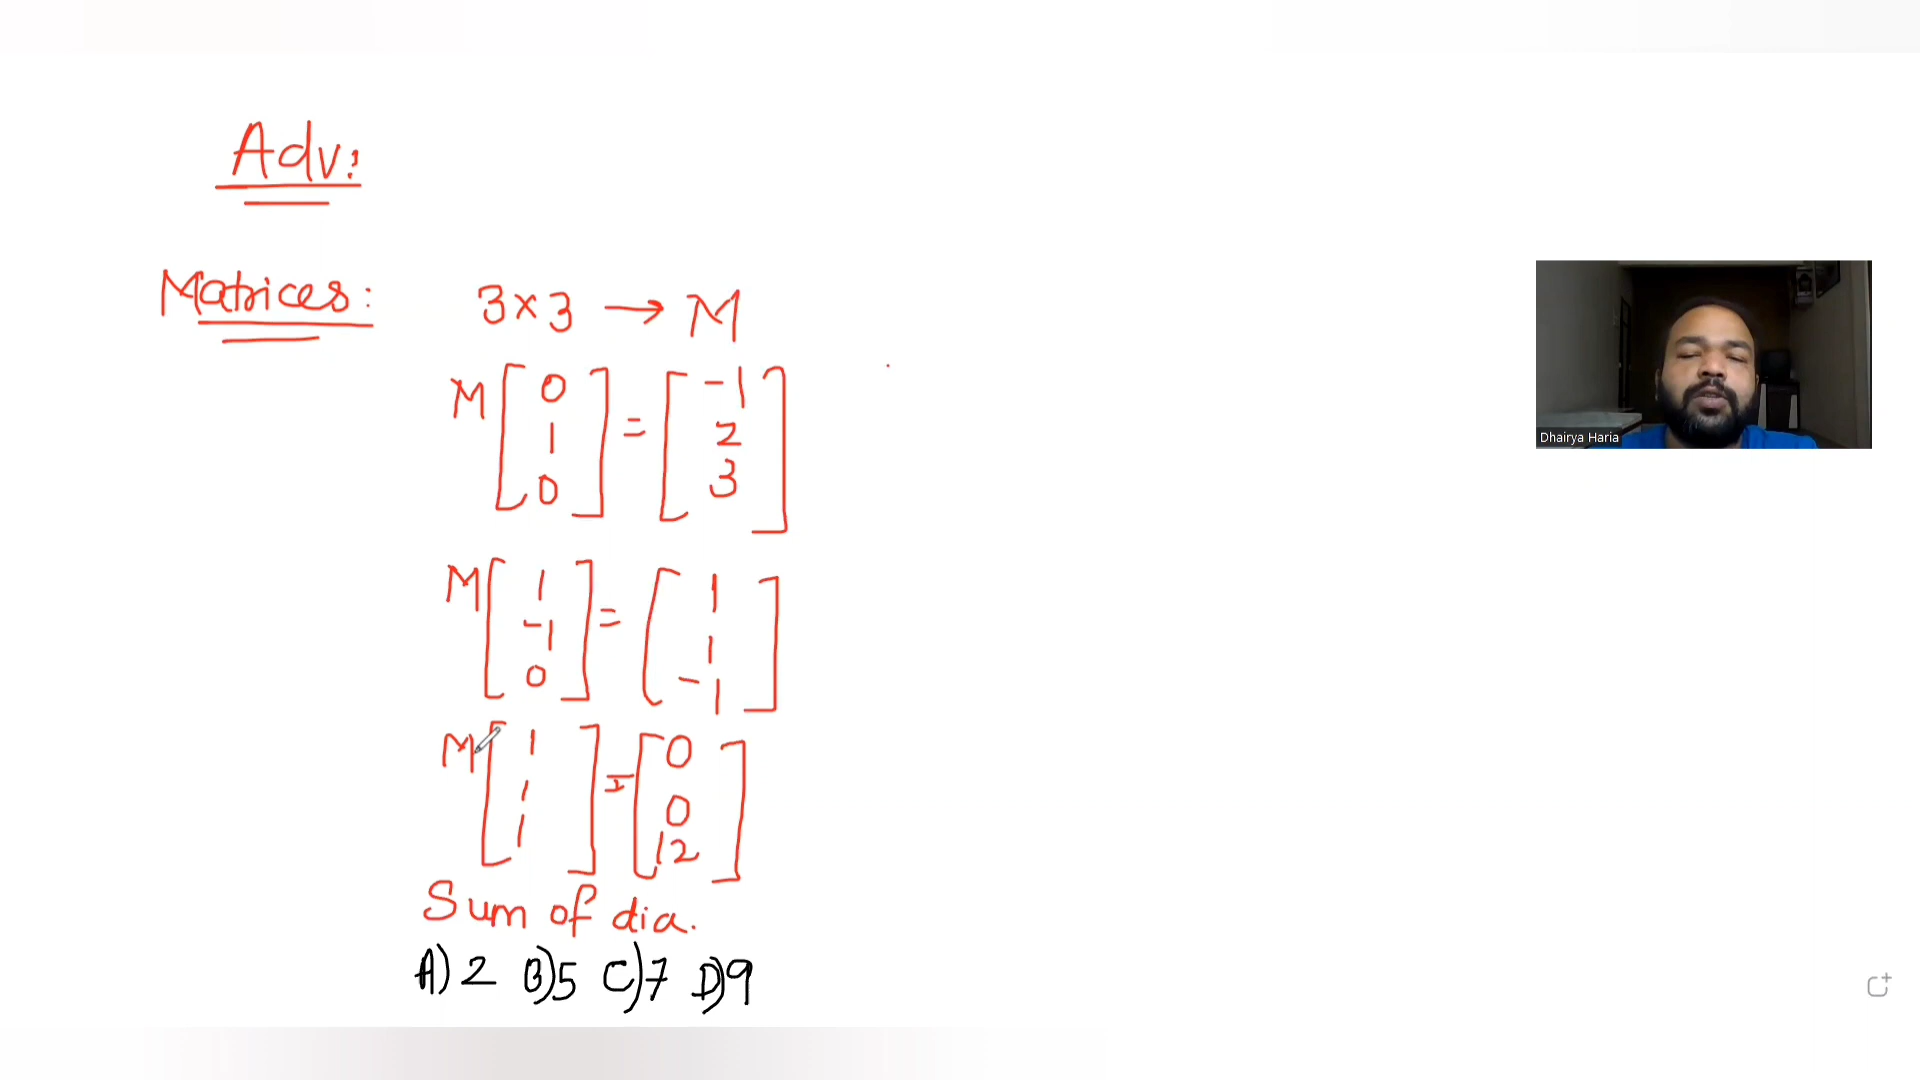 Adv:
Matrices:
3×3 → M
M [0 1 0] = [-1 2 3]
M [1 -1 0] = [1 1 -1]
M [1 1 1] = [0 0 12]
Sum of dia.
A) 2 B) 5 C) 7 D) 9
Dhairya Haria